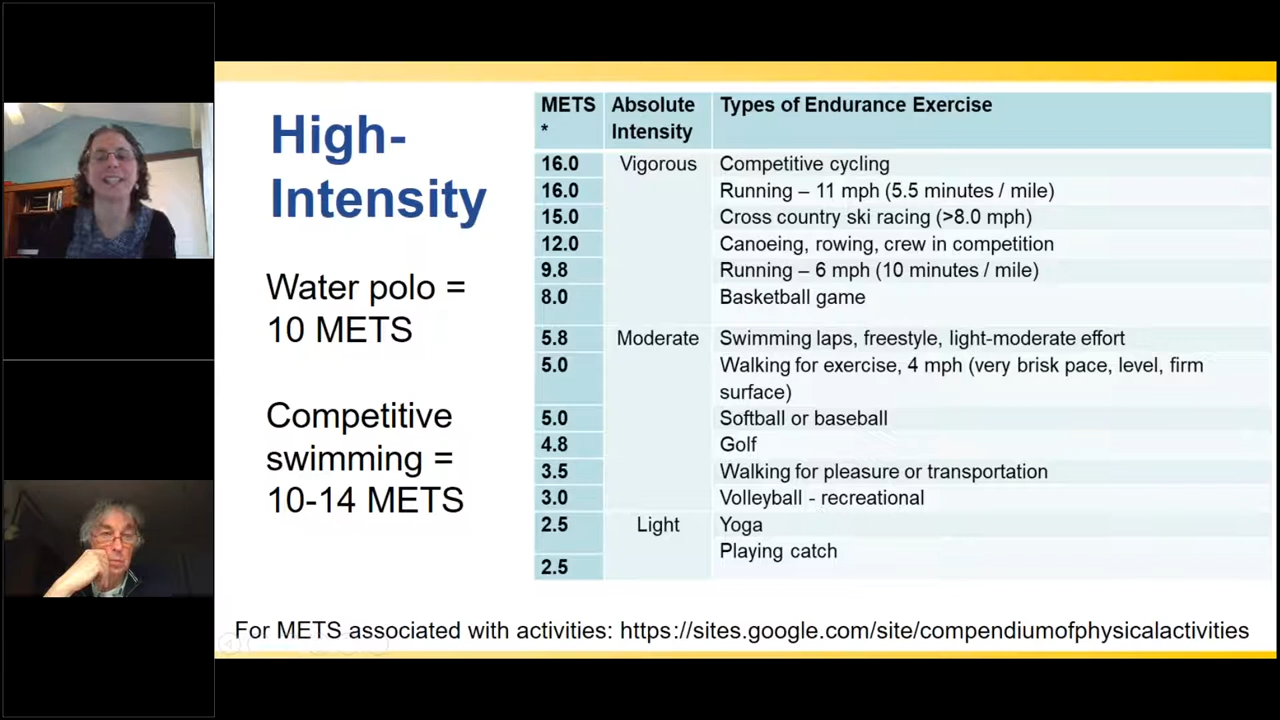 High-
Intensity
Water polo =
10 METS
Competitive
swimming =
10-14 METS
METS * Absolute Intensity Types of Endurance Exercise
16.0 Vigorous Competitive cycling
16.0 Running – 11 mph (5.5 minutes / mile)
15.0 Cross country ski racing (>8.0 mph)
12.0 Canoeing, rowing, crew in competition
9.8 Running – 6 mph (10 minutes / mile)
8.0 Basketball game
5.8 Moderate Swimming laps, freestyle, light-moderate effort
5.0 Walking for exercise, 4 mph (very brisk pace, level, firm
surface)
5.0 Softball or baseball
4.8 Golf
3.5 Walking for pleasure or transportation
3.0 Volleyball - recreational
2.5 Light Yoga
2.5 Playing catch
For METS associated with activities: https://sites.google.com/site/compendiumofphysicalactivities